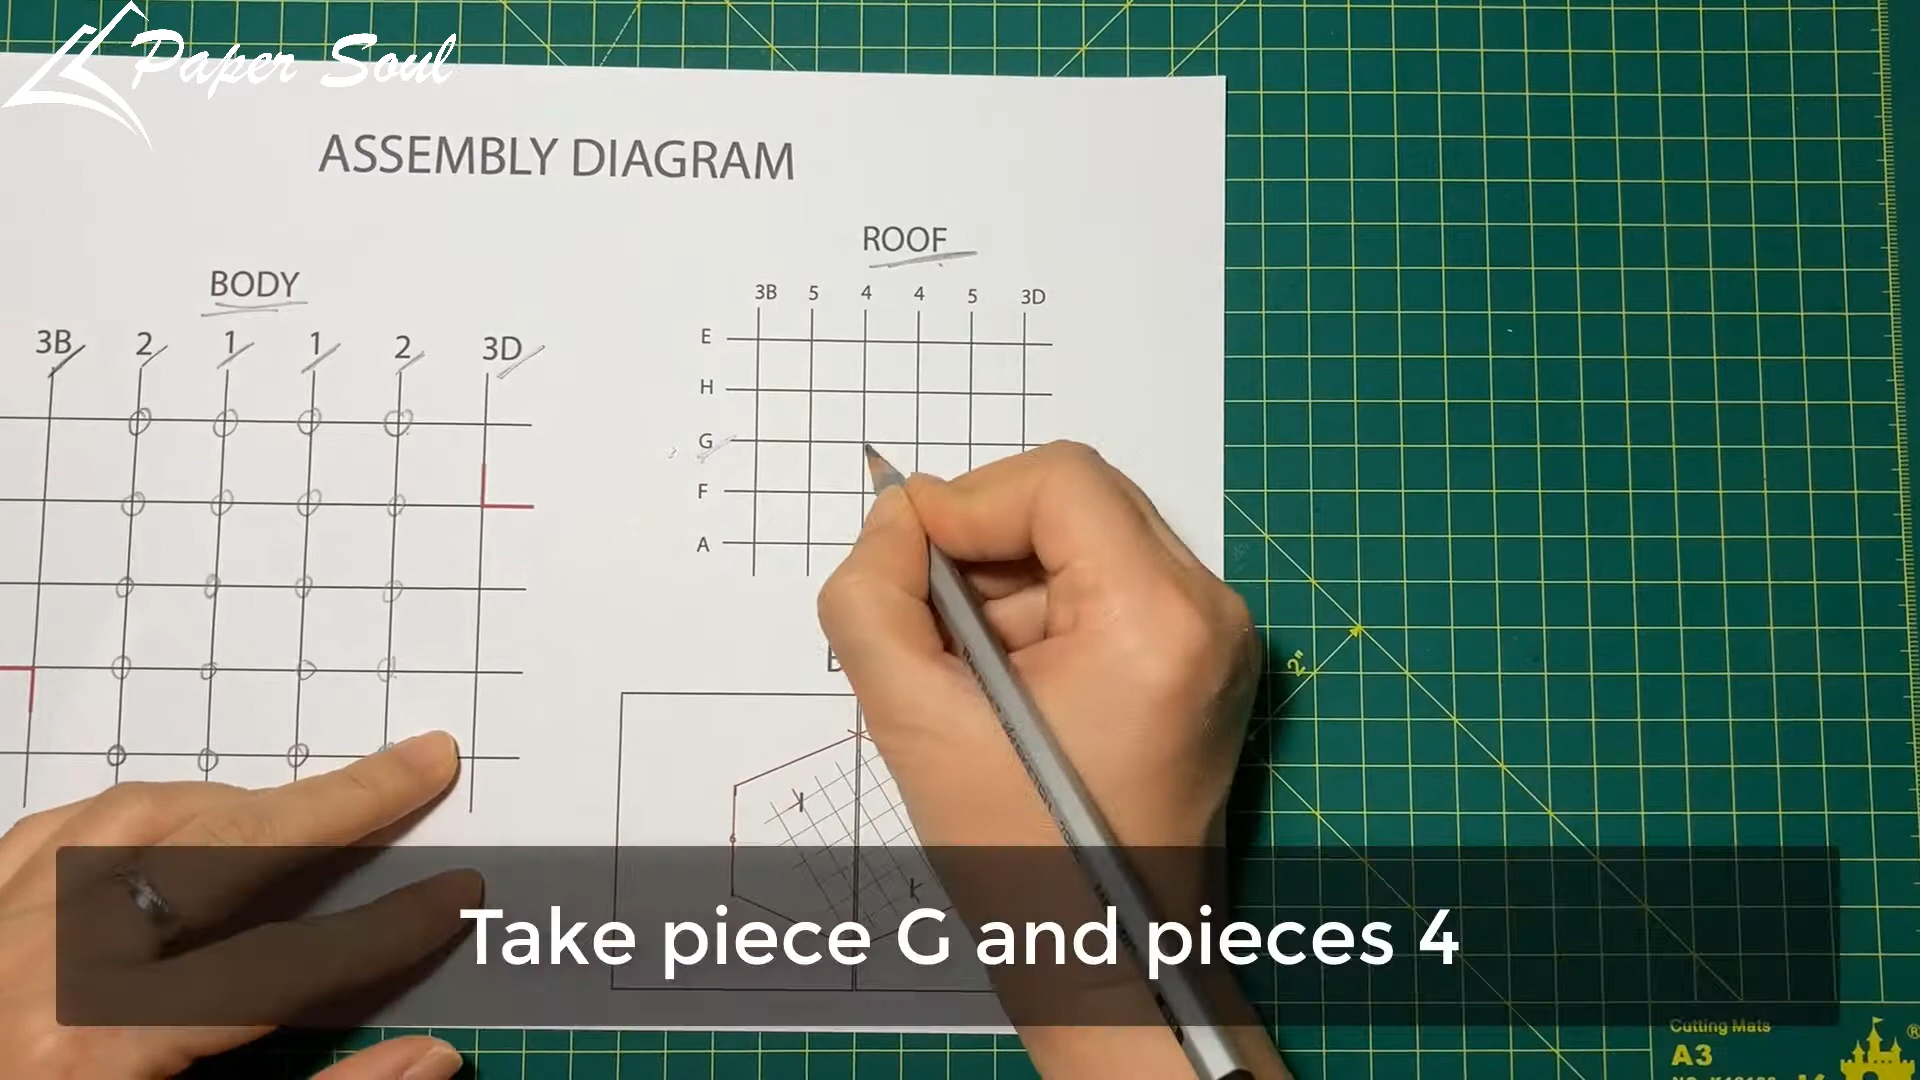 Paper Soul
ASSEMBLY DIAGRAM
ROOF
3B 5 4 4 5 3D
E
H
G
F
A
BODY
3B 2 1 1 2 3D
2"
Take piece G and pieces 4
Cutting Mats
A3